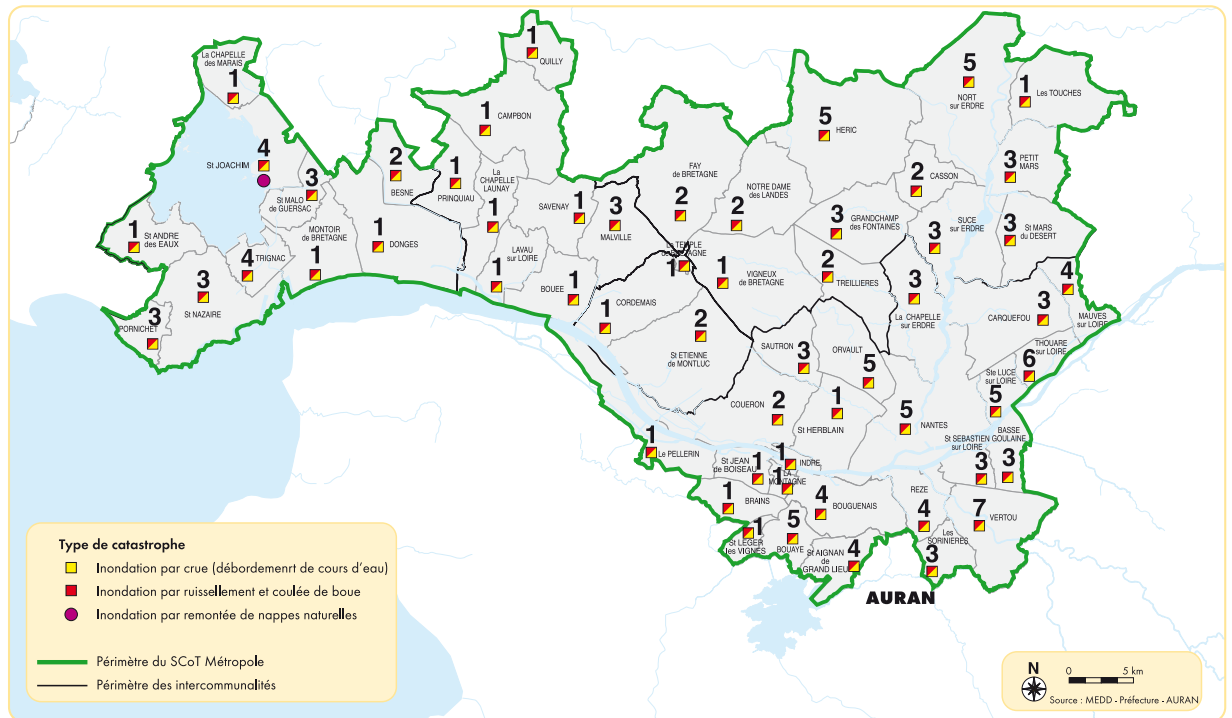 1
QUILLY
La CHAPELLE
des MARAIS
1
5
NORT
sur ERDRE
1
Les TOUCHES
1
CAMPBON
5
HERIC
St JOACHIM
4
2
BESNE
1
PRINQUIAU
La
CHAPELLE
LAUNAY
1
FAY
de BRETAGNE
2
NOTRE DAME
des LANDES
2
2
CASSON
3
PETIT
MARS
3
St MALO
de GUERSAC
SAVENAY
1
3
MALVILLE
3
GRANDCHAMP
des FONTAINES
SUCE
sur ERDRE
3
3
St MARS
du DESERT
1
St ANDRE
des EAUX
MONTOIR
de BRETAGNE
1
1
DONGES
LAVAU
sur LOIRE
1
Le TEMPLE
de BRETAGNE
1
1
VIGNEUX
de BRETAGNE
2
TREILLIERES
4
TRIGNAC
3
St NAZAIRE
BOUEE
1
1
CORDEMAIS
3
La CHAPELLE
sur ERDRE
4
MAUVES
sur LOIRE
3
CARQUEFOU
3
PORNICHET
2
St ETIENNE
de MONTLUC
SAUTRON
3
ORVAULT
5
THOUARE
sur LOIRE
6
Ste LUCE
sur LOIRE
5
COUERON
2
1
St HERBLAIN
5
NANTES
St SEBASTIEN
sur LOIRE
3
BASSE
GOULAINE
3
1
Le PELLERIN
St JEAN
de BOISEAU
1
1
INDRE
LA
MONTAGNE
1
1
BRAINS
4
BOUGUENAIS
REZE
4
7
VERTOU
1
St LEGER
les VIGNES
5
BOUAYE
St AIGNAN
de
GRAND LIEU
4
Les
SORINIERES
3
AURAN
Type de catastrophe
Inondation par crue (débordemenrt de cours d'eau)
Inondation par ruissellement et coulée de boue
Inondation par remontée de nappes naturelles
Périmètre du SCoT Métropole
Périmètre des intercommunalités
N
0 5 km
Source : MEDD - Préfecture - AURAN